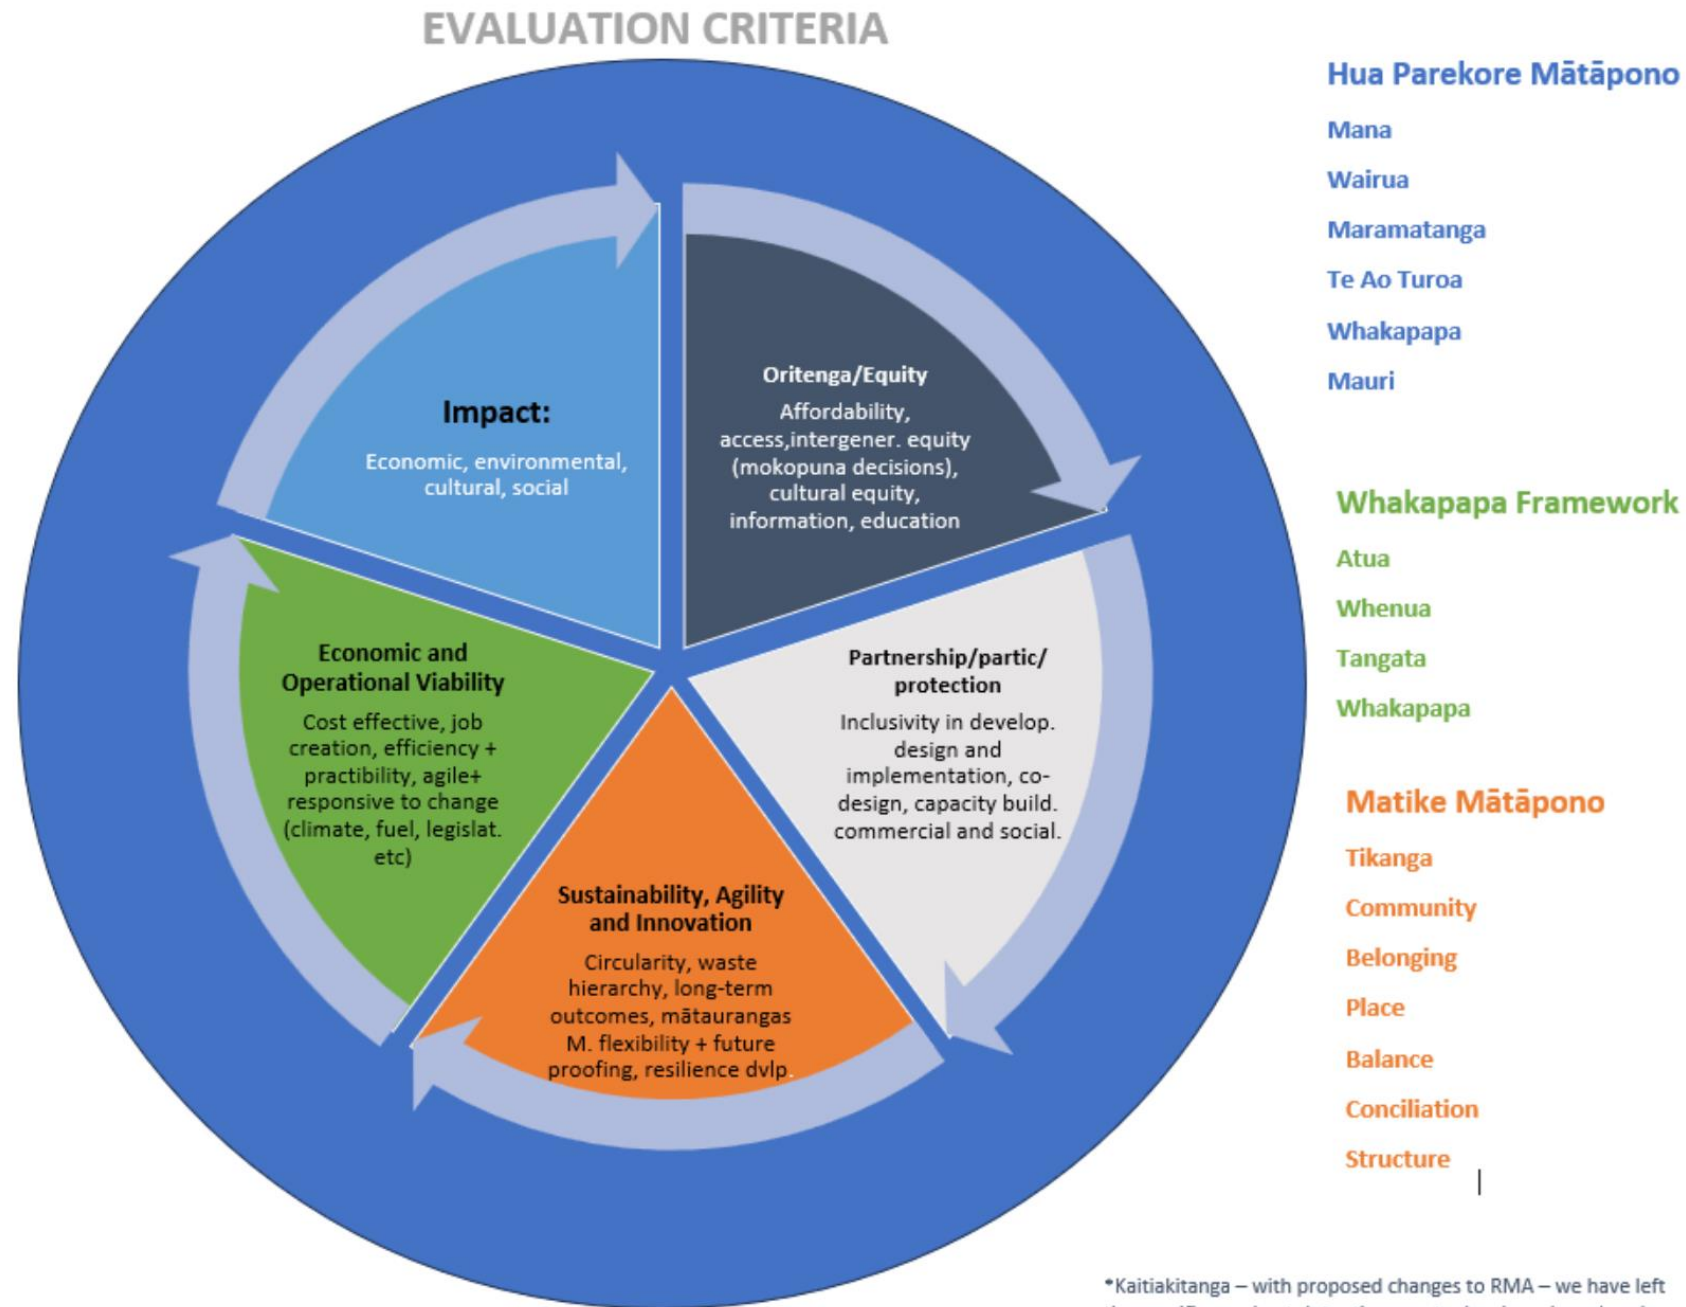 EVALUATION CRITERIA
Impact:
Economic, environmental,
cultural, social
Oritenga/Equity
Affordability,
access,intergener. equity
(mokopuna decisions),
cultural equity,
information, education
Economic and
Operational Viability
Cost effective, job
creation, efficiency +
practibility, agile+
responsive to change
(climate, fuel, legislat.
etc)
Partnership/partic/
protection
Inclusivity in develop.
design and
implementation, co-
design, capacity build.
commercial and social.
Sustainability, Agility
and Innovation
Circularity, waste
hierarchy, long-term
outcomes, mātaurangas
M. flexibility + future
proofing, resilience dvlp.
Hua Parekore Mātāpono
Mana
Wairua
Maramatanga
Te Ao Turoa
Whakapapa
Mauri
Whakapapa Framework
Atua
Whenua
Tangata
Whakapapa
Matike Mātāpono
Tikanga
Community
Belonging
Place
Balance
Conciliation
Structure
*Kaitiakitanga – with proposed changes to RMA – we have left